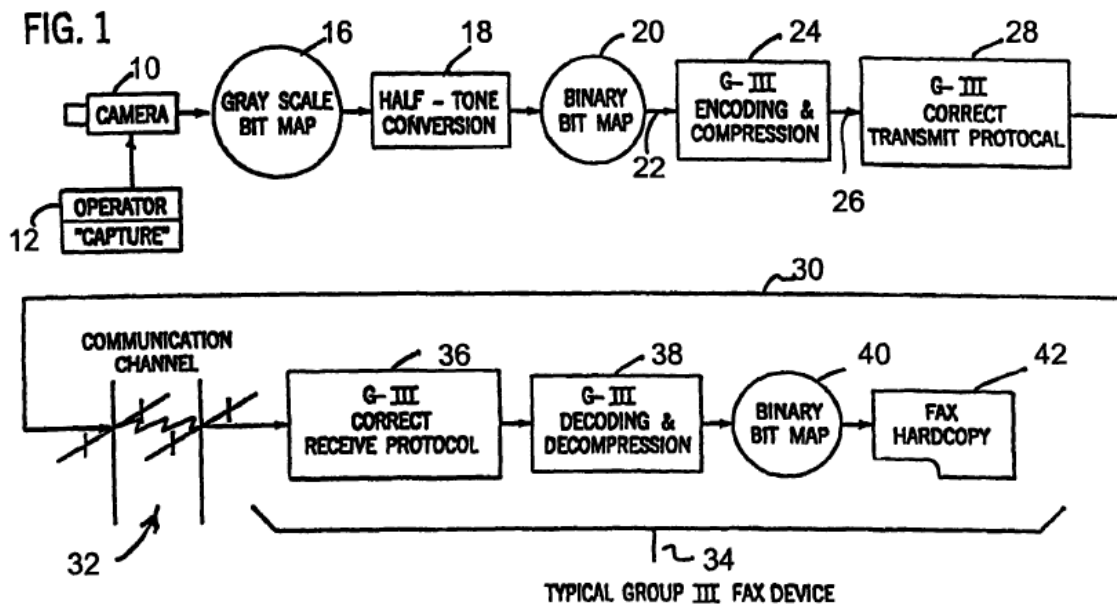 FIG. 1
10
16
18
20
24
28
CAMERA
GRAY SCALE
BIT MAP
HALF - TONE
CONVERSION
BINARY
BIT MAP
G- III
ENCODING &
COMPRESSION
G- III
CORRECT
TRANSMIT PROTOCAL
22
26
12
OPERATOR
"CAPTURE"
30
COMMUNICATION
CHANNEL
36
38
40
42
G- III
CORRECT
RECEIVE PROTOCOL
G- III
DECODING &
DECOMPRESSION
BINARY
BIT MAP
FAX
HARDCOPY
32
34
TYPICAL GROUP III FAX DEVICE